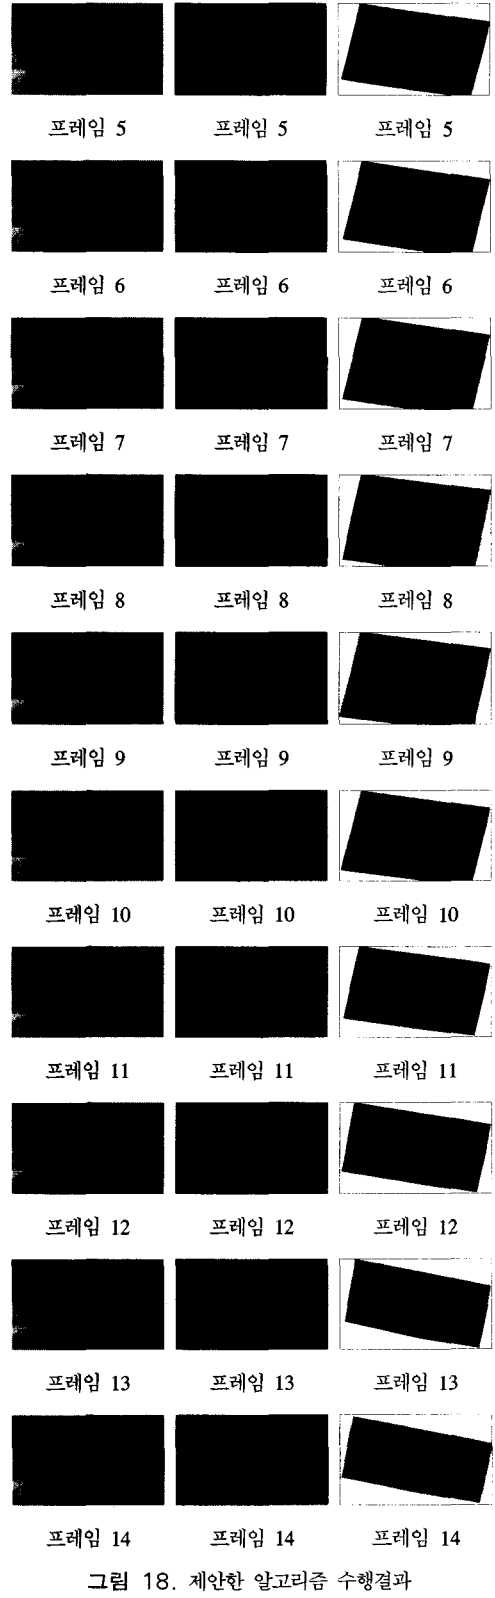 프레임 5 프레임 5 프레임 5
프레임 6 프레임 6 프레임 6
프레임 7 프레임 7 프레임 7
프레임 8 프레임 8 프레임 8
프레임 9 프레임 9 프레임 9
프레임 10 프레임 10 프레임 10
프레임 11 프레임 11 프레임 11
프레임 12 프레임 12 프레임 12
프레임 13 프레임 13 프레임 13
프레임 14 프레임 14 프레임 14
그림 18. 제안한 알고리즘 수행결과